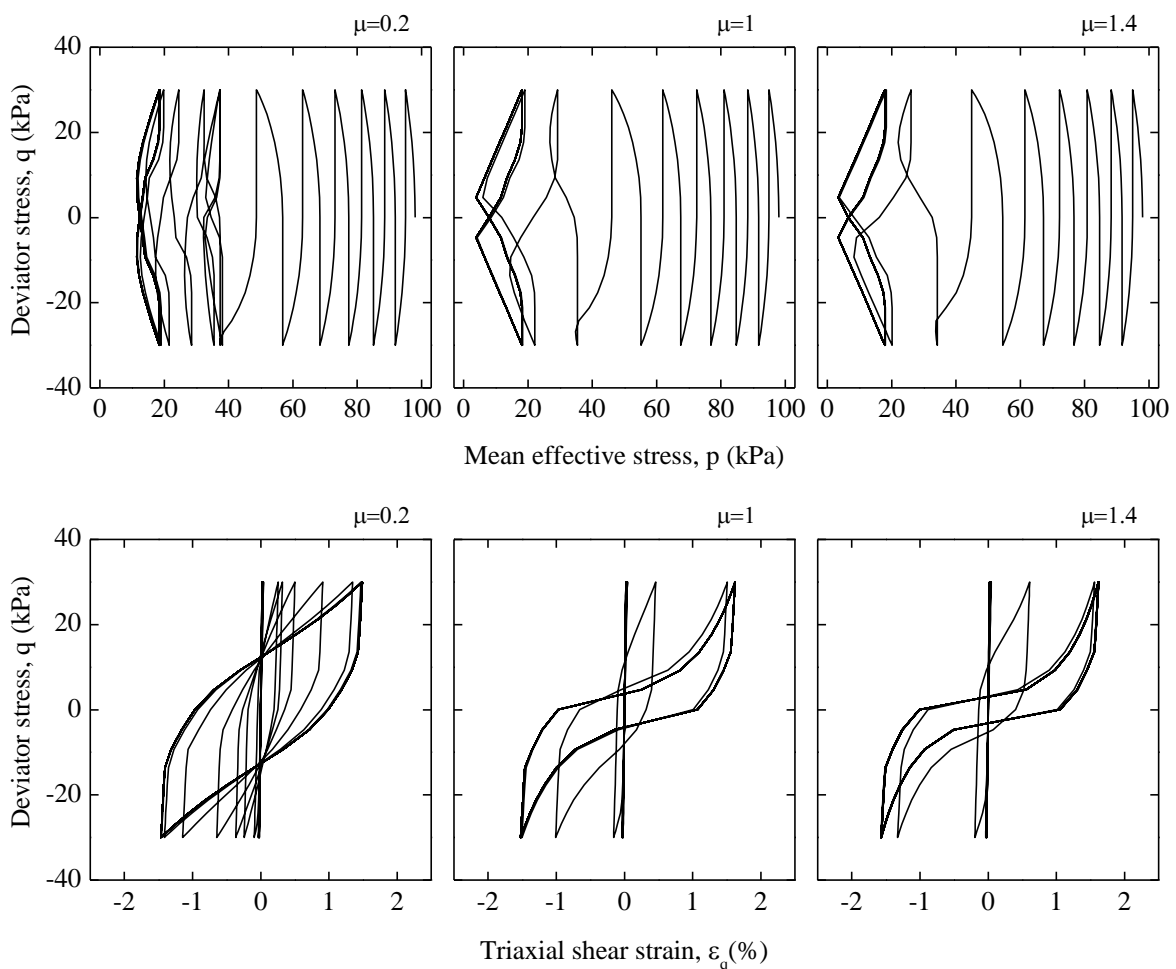 μ=0.2 μ=1 μ=1.4
40
20
0
-20
-40
Deviator stress, q (kPa)
0 20 40 60 80 100 0 20 40 60 80 100 0 20 40 60 80 100
Mean effective stress, p (kPa)
μ=0.2 μ=1 μ=1.4
40
20
0
-20
-40
Deviator stress, q (kPa)
-2 -1 0 1 2 -2 -1 0 1 2 -2 -1 0 1 2
Triaxial shear strain, εq(%)